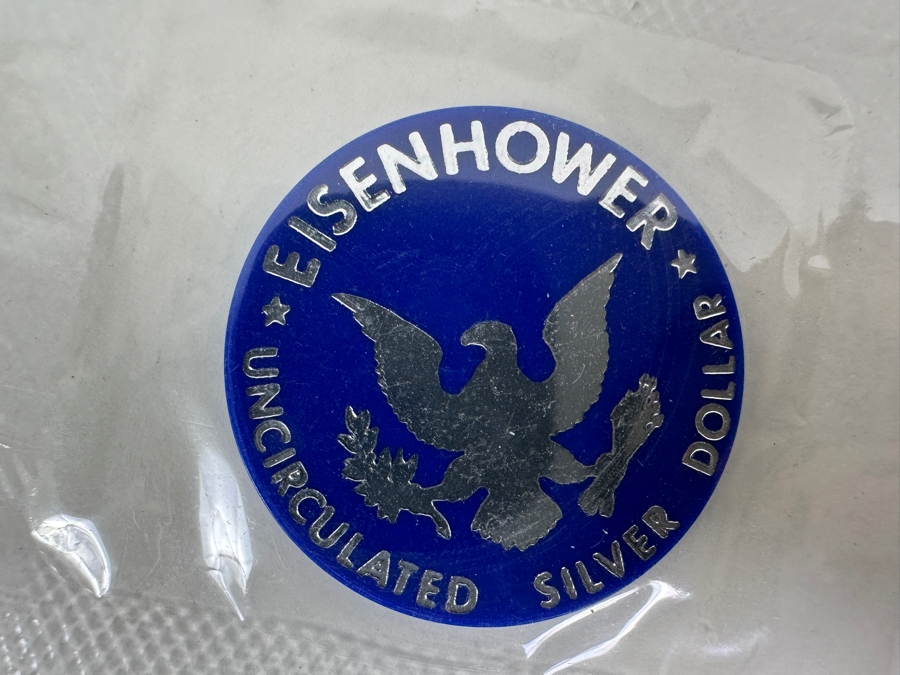 EISENHOWER
UNCIRCULATED SILVER DOLLAR